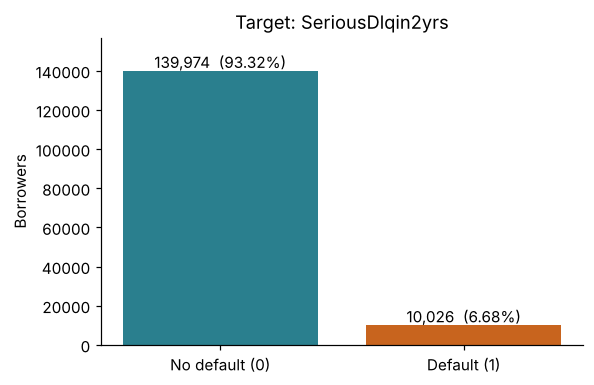 Target: SeriousDlqin2yrs
139,974 (93.32%)
140000
120000
100000
80000
60000
40000
20000
0
Borrowers
10,026 (6.68%)
No default (0)
Default (1)